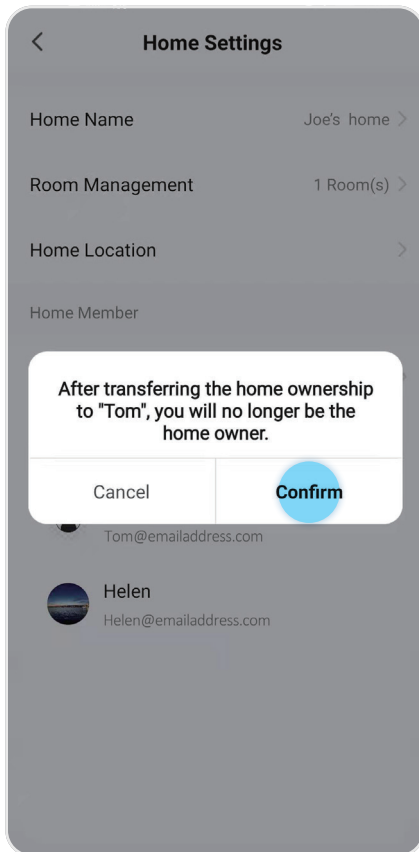 Home Settings
Home Name Joe's home
Room Management 1 Room(s)
Home Location
Home Member
After transferring the home ownership
to "Tom", you will no longer be the
home owner.
Cancel Confirm
Tom@emailaddress.com
Helen
Helen@emailaddress.com